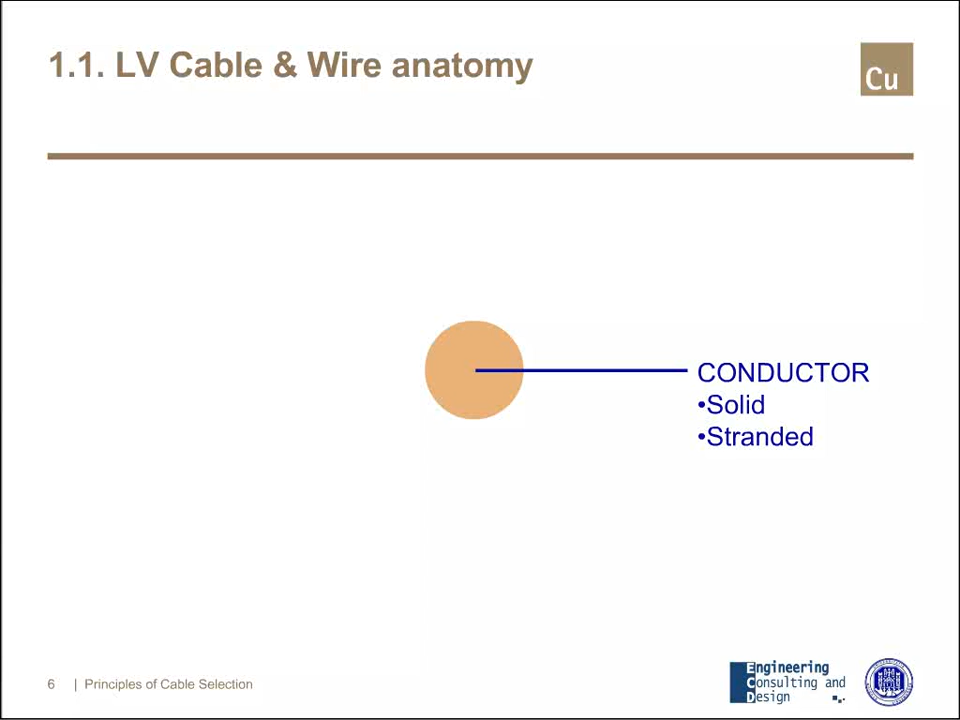 1.1. LV Cable & Wire anatomy
Cu
CONDUCTOR
•Solid
•Stranded
6 | Principles of Cable Selection
Engineering
Consulting and
Design